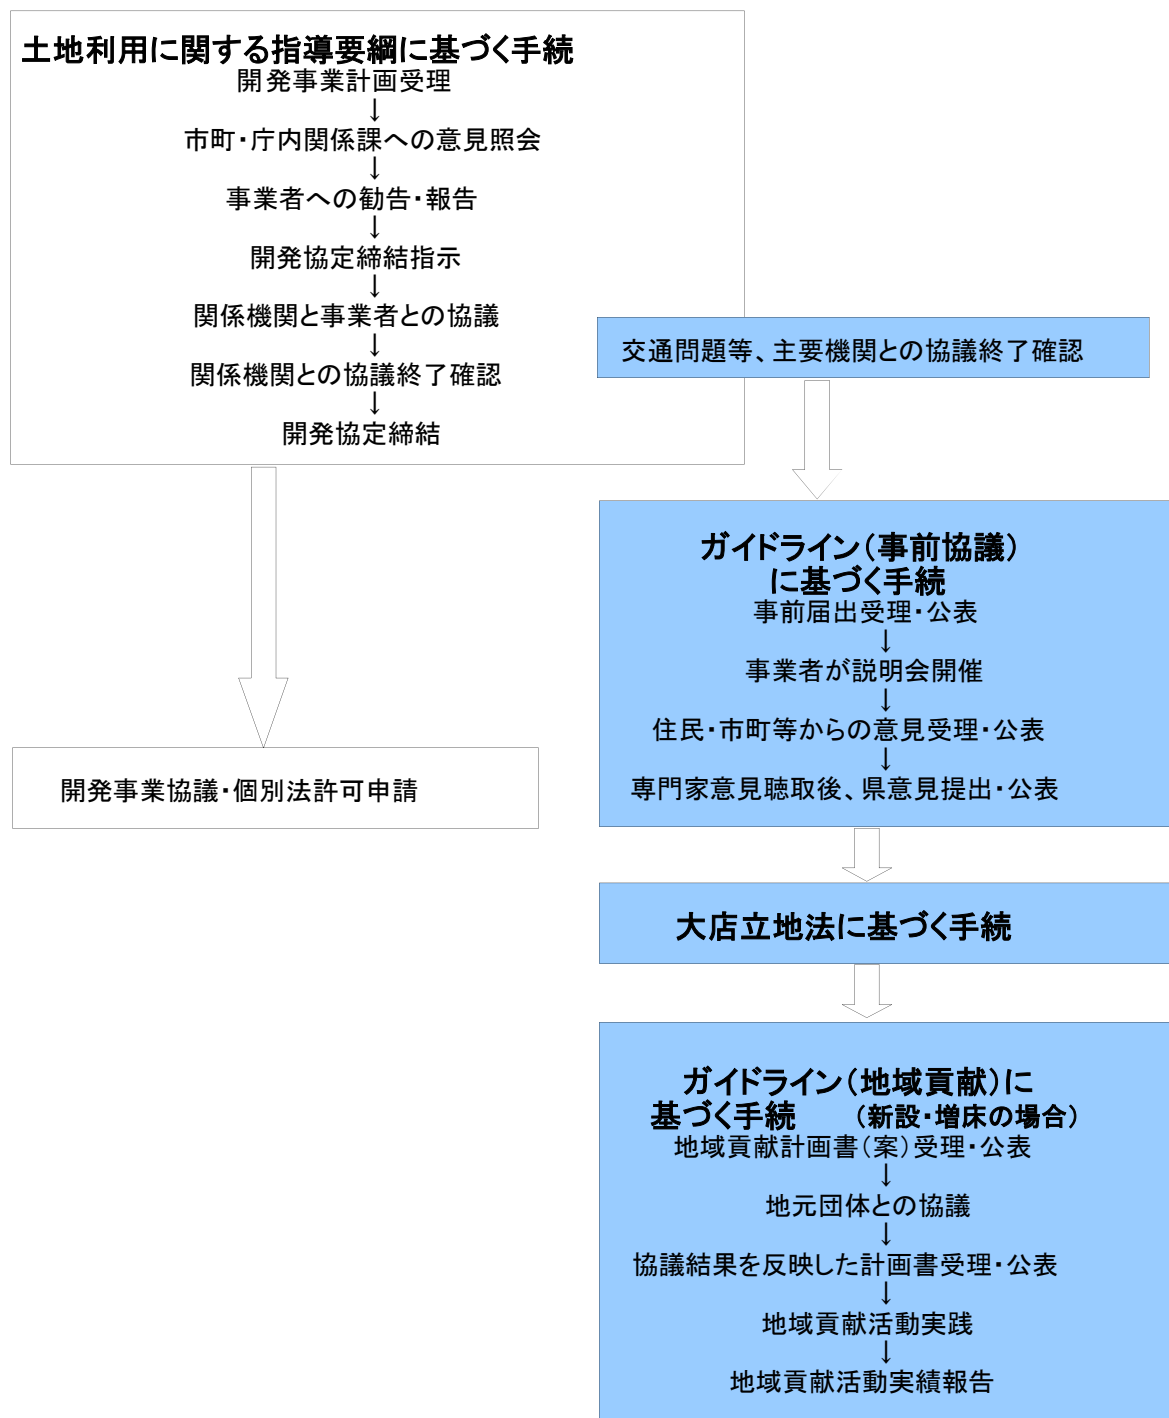 土地利用に関する指導要綱に基づく手続
開発事業計画受理
↓
市町・庁内関係課への意見照会
↓
事業者への勧告・報告
↓
開発協定締結指示
↓
関係機関と事業者との協議
↓
関係機関との協議終了確認
↓
開発協定締結
交通問題等、主要機関との協議終了確認
開発事業協議・個別法許可申請
ガイドライン(事前協議)
に基づく手続
事前届出受理・公表
↓
事業者が説明会開催
↓
住民・市町等からの意見受理・公表
↓
専門家意見聴取後、県意見提出・公表
大店立地法に基づく手続
ガイドライン(地域貢献)に
基づく手続 (新設・増床の場合)
地域貢献計画書(案)受理・公表
↓
地元団体との協議
↓
協議結果を反映した計画書受理・公表
↓
地域貢献活動実践
↓
地域貢献活動実績報告